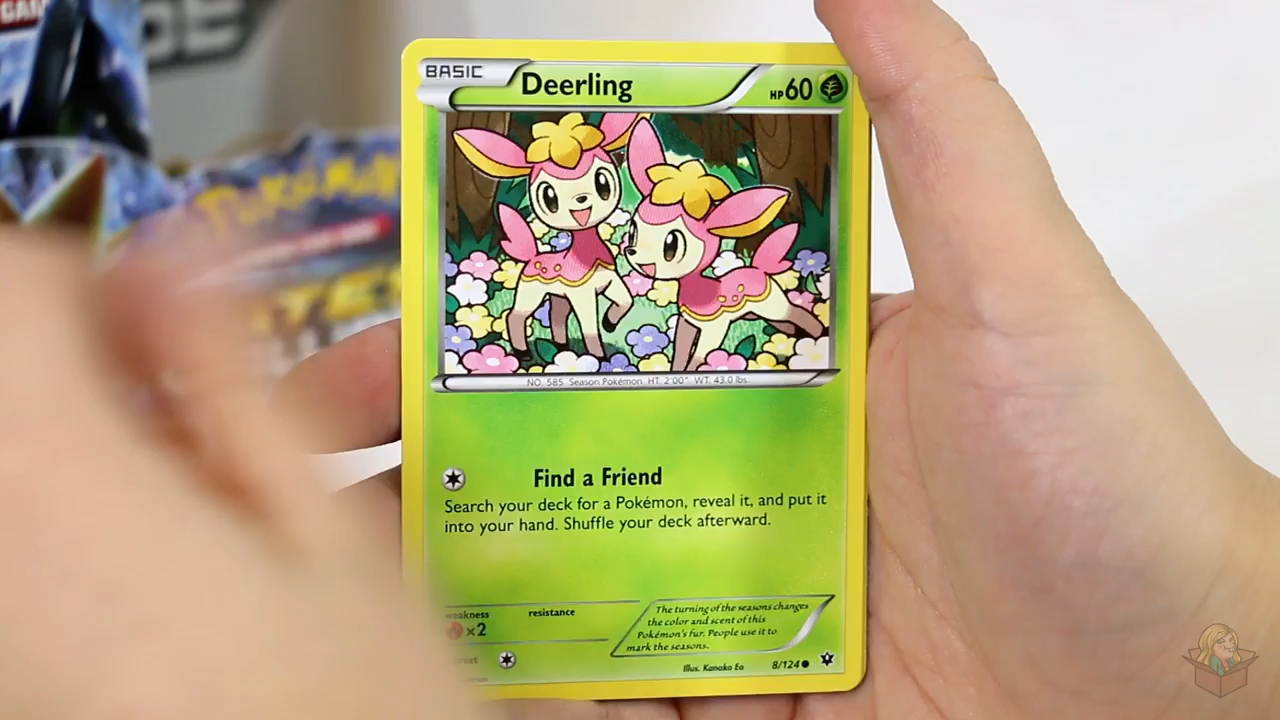 BASIC Deerling HP 60
NO. 585 Season Pokémon HT. 2'00" WT. 43.0 lbs.
Find a Friend
Search your deck for a Pokémon, reveal it, and put it
into your hand. Shuffle your deck afterward.
weakness resistance
×2
The turning of the seasons changes
the color and scent of this
Pokémon's fur. People use it to
mark the seasons.
Illus. Kanako Eo 8/124
Pokémon